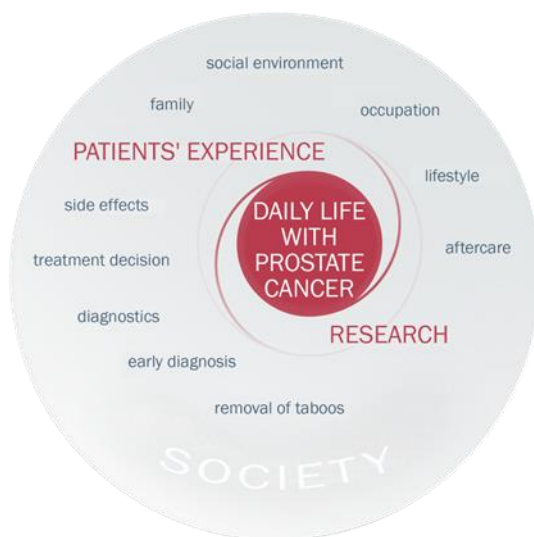 social environment
family
occupation
PATIENTS' EXPERIENCE
lifestyle
side effects
DAILY LIFE
WITH
PROSTATE
CANCER
aftercare
treatment decision
diagnostics
RESEARCH
early diagnosis
removal of taboos
SOCIETY